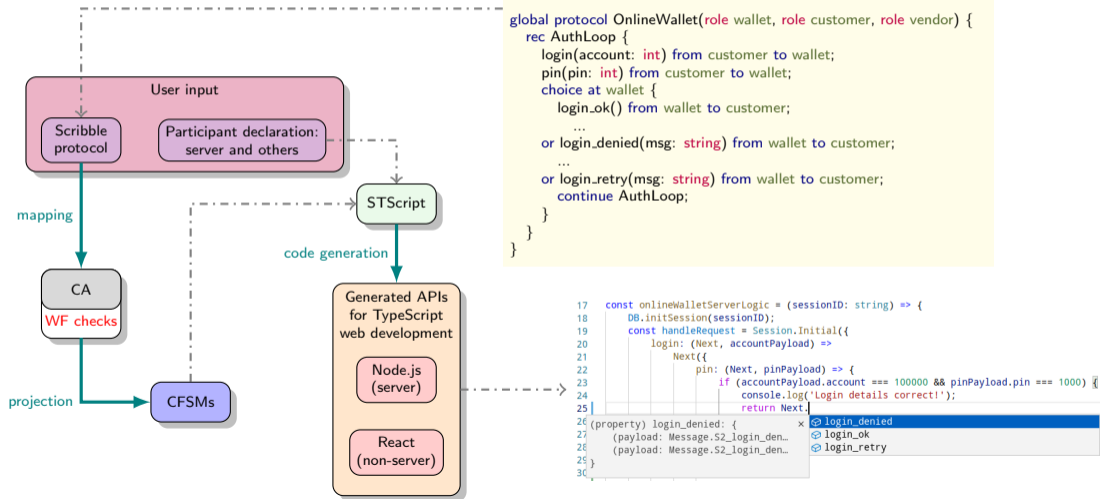 global protocol OnlineWallet(role wallet, role customer, role vendor) {
rec AuthLoop {
login(account: int) from customer to wallet;
pin(pin: int) from customer to wallet;
choice at wallet {
login_ok() from wallet to customer;
...
or login_denied(msg: string) from wallet to customer;
...
or login_retry(msg: string) from wallet to customer;
continue AuthLoop;
}
}
}
User input
Scribble
protocol
Participant declaration:
server and others
mapping
STScript
code generation
CA
WF checks
projection
CFSMs
Generated APIs
for TypeScript
web development
Node.js
(server)
React
(non-server)
17 const onlineWalletServerLogic = (sessionID: string) => {
18 DB.initSession(sessionID);
19 const handleRequest = Session.Initial({
20 login: (Next, accountPayload) =>
21 Next({
22 pin: (Next, pinPayload) => {
23 if (accountPayload.account === 100000 && pinPayload.pin === 1000) {
24 console.log('Login details correct!');
25 return Next.
26 (property) login_denied: { × login_denied
27 (payload: Message.S2_login_den… login_ok
28 (payload: Message.S2_login_den… login_retry
29 }
30